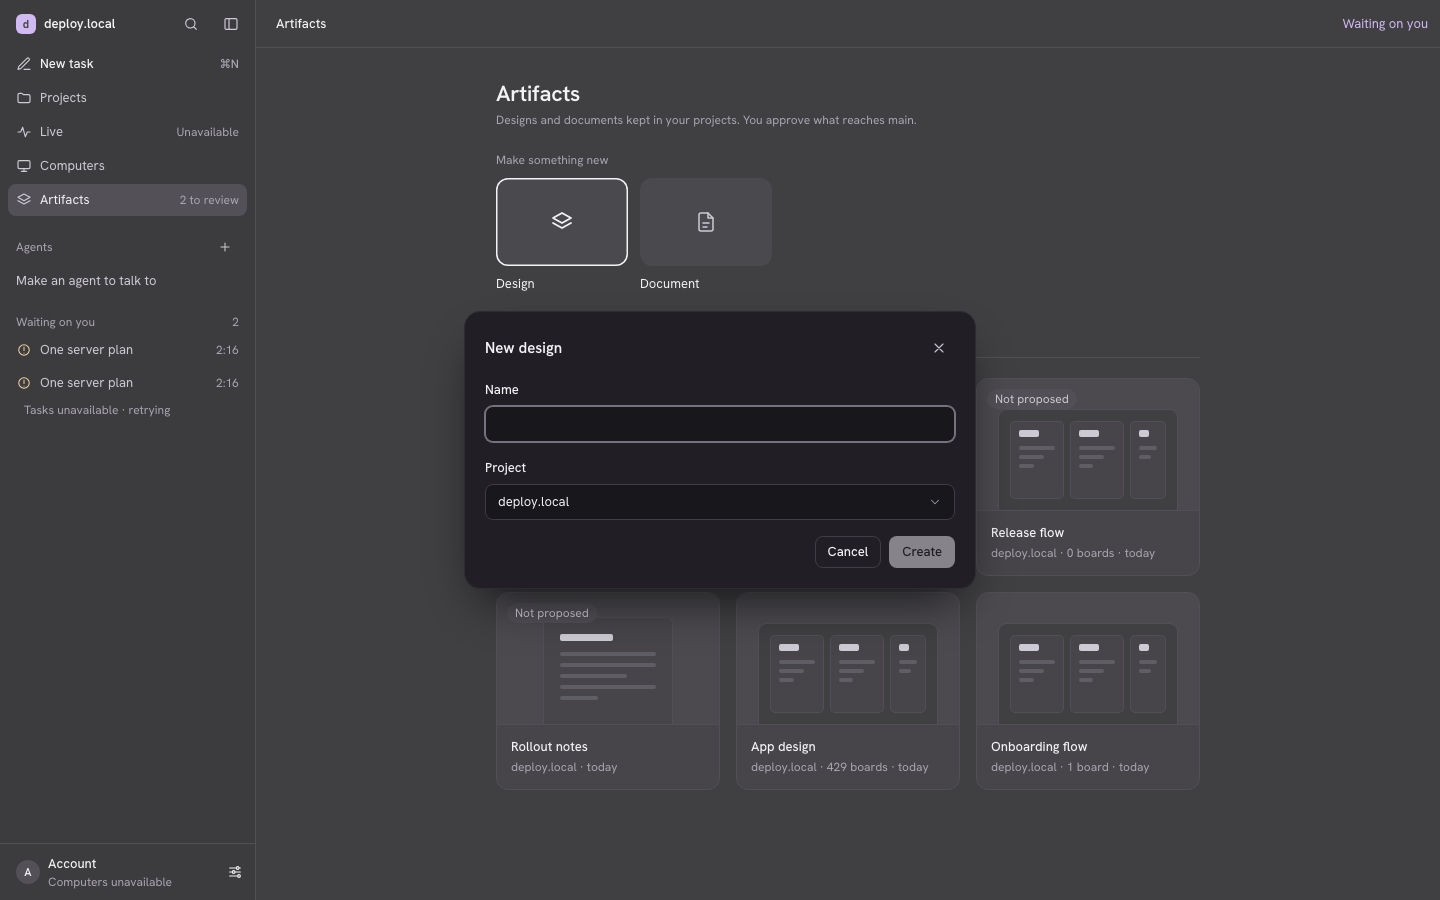 d deploy.local
New task ⌘N
Projects
Live Unavailable
Computers
Artifacts 2 to review
Agents
Make an agent to talk to
Waiting on you 2
One server plan 2:16
One server plan 2:16
Tasks unavailable · retrying
A Account
Computers unavailable
Artifacts
Waiting on you
Artifacts
Designs and documents kept in your projects. You approve what reaches main.
Make something new
Design Document
New design
Name
Project
deploy.local
Cancel Create
Not proposed
Release flow
deploy.local · 0 boards · today
Not proposed
Rollout notes
deploy.local · today
App design
deploy.local · 429 boards · today
Onboarding flow
deploy.local · 1 board · today